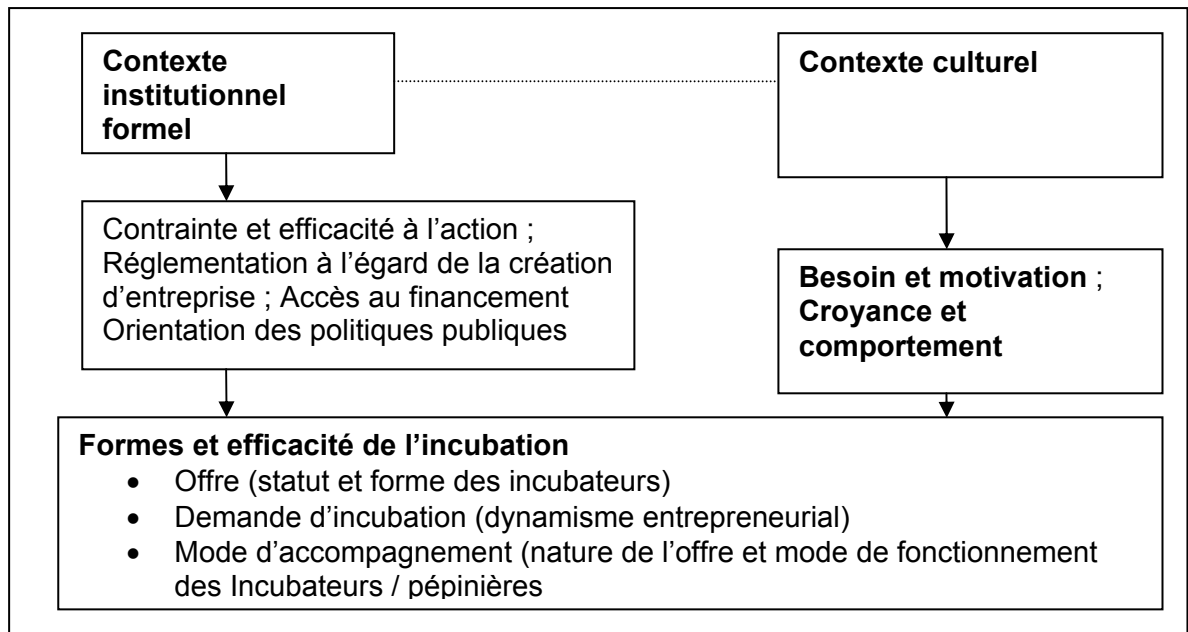 Contexte
institutionnel
formel
Contexte culturel
Contrainte et efficacité à l’action ;
Réglementation à l’égard de la création
d’entreprise ; Accès au financement
Orientation des politiques publiques
Besoin et motivation ;
Croyance et
comportement
Formes et efficacité de l’incubation
• Offre (statut et forme des incubateurs)
• Demande d’incubation (dynamisme entrepreneurial)
• Mode d’accompagnement (nature de l’offre et mode de fonctionnement
des Incubateurs / pépinières